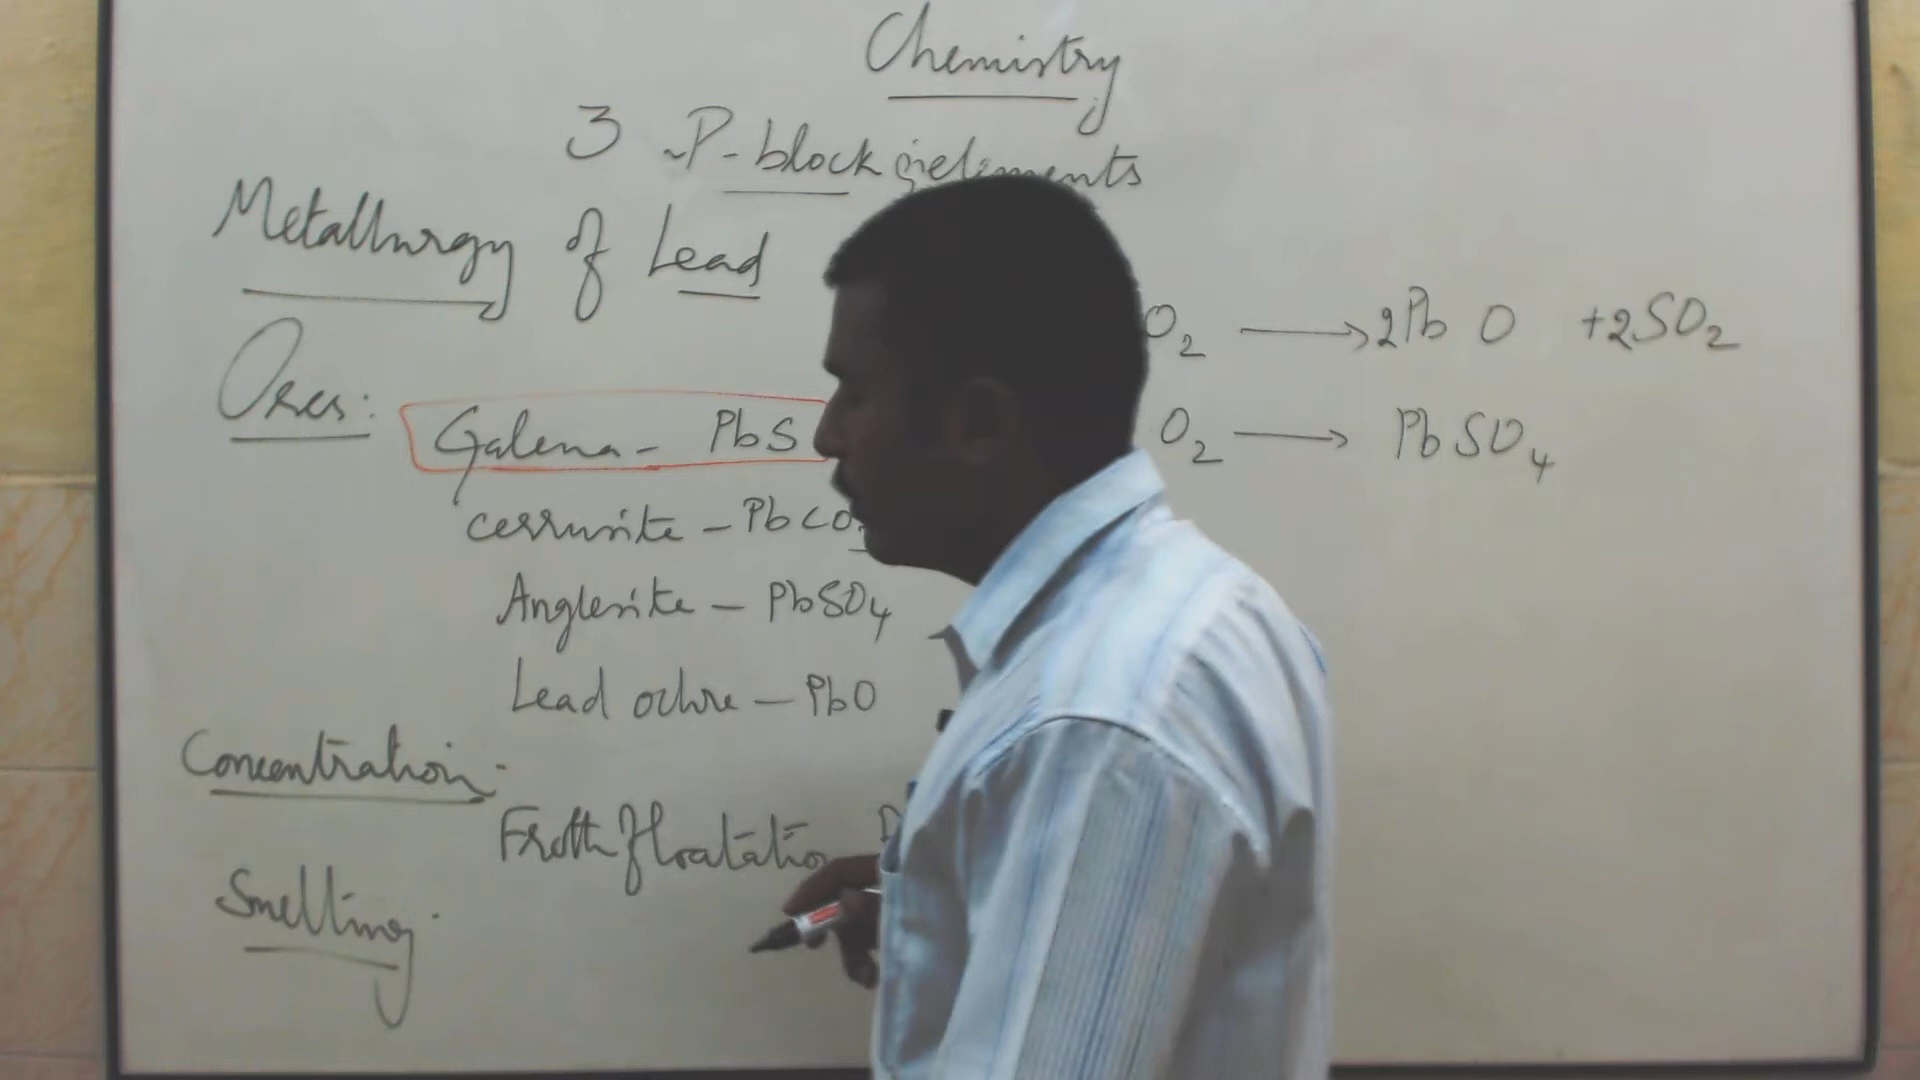 Chemistry
3 P-block elements
Metallurgy of Lead
Ores:
Galena - PbS
cerrusite - PbCO3
Anglesite - PbSO4
Lead ochre - PbO
Concentration:-
Froth floatation
Smelting:
O2 → 2PbO + 2SO2
O2 → PbSO4